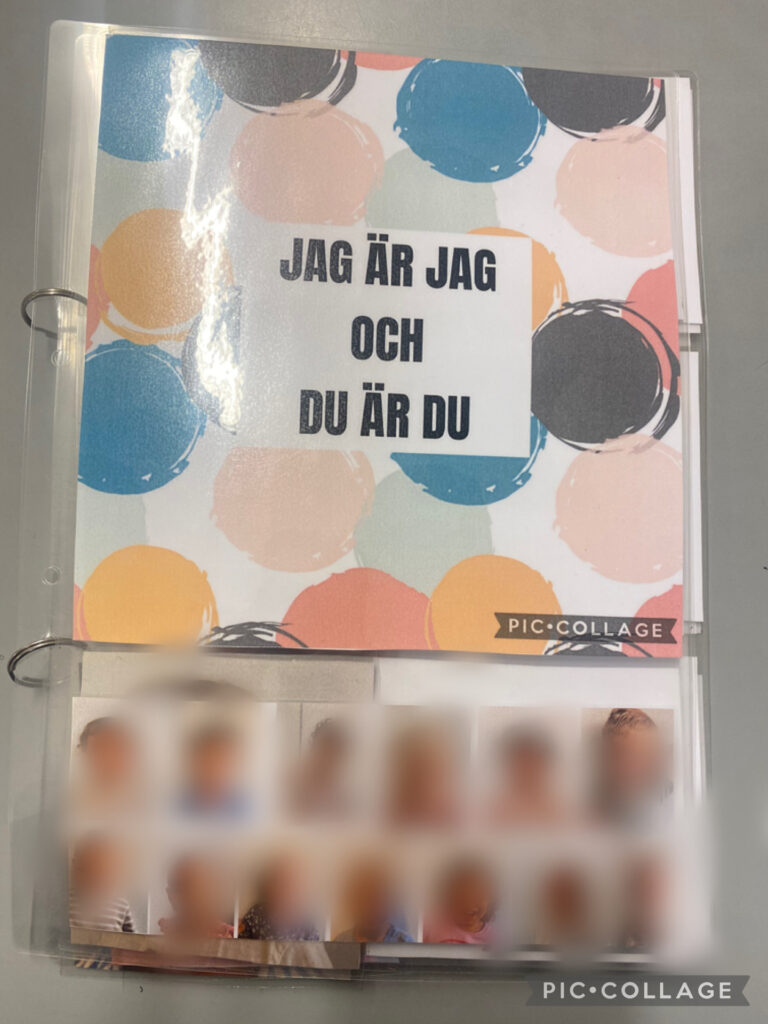 JAG ÄR JAG
OCH
DU ÄR DU
PIC•COLLAGE
PIC•COLLAGE